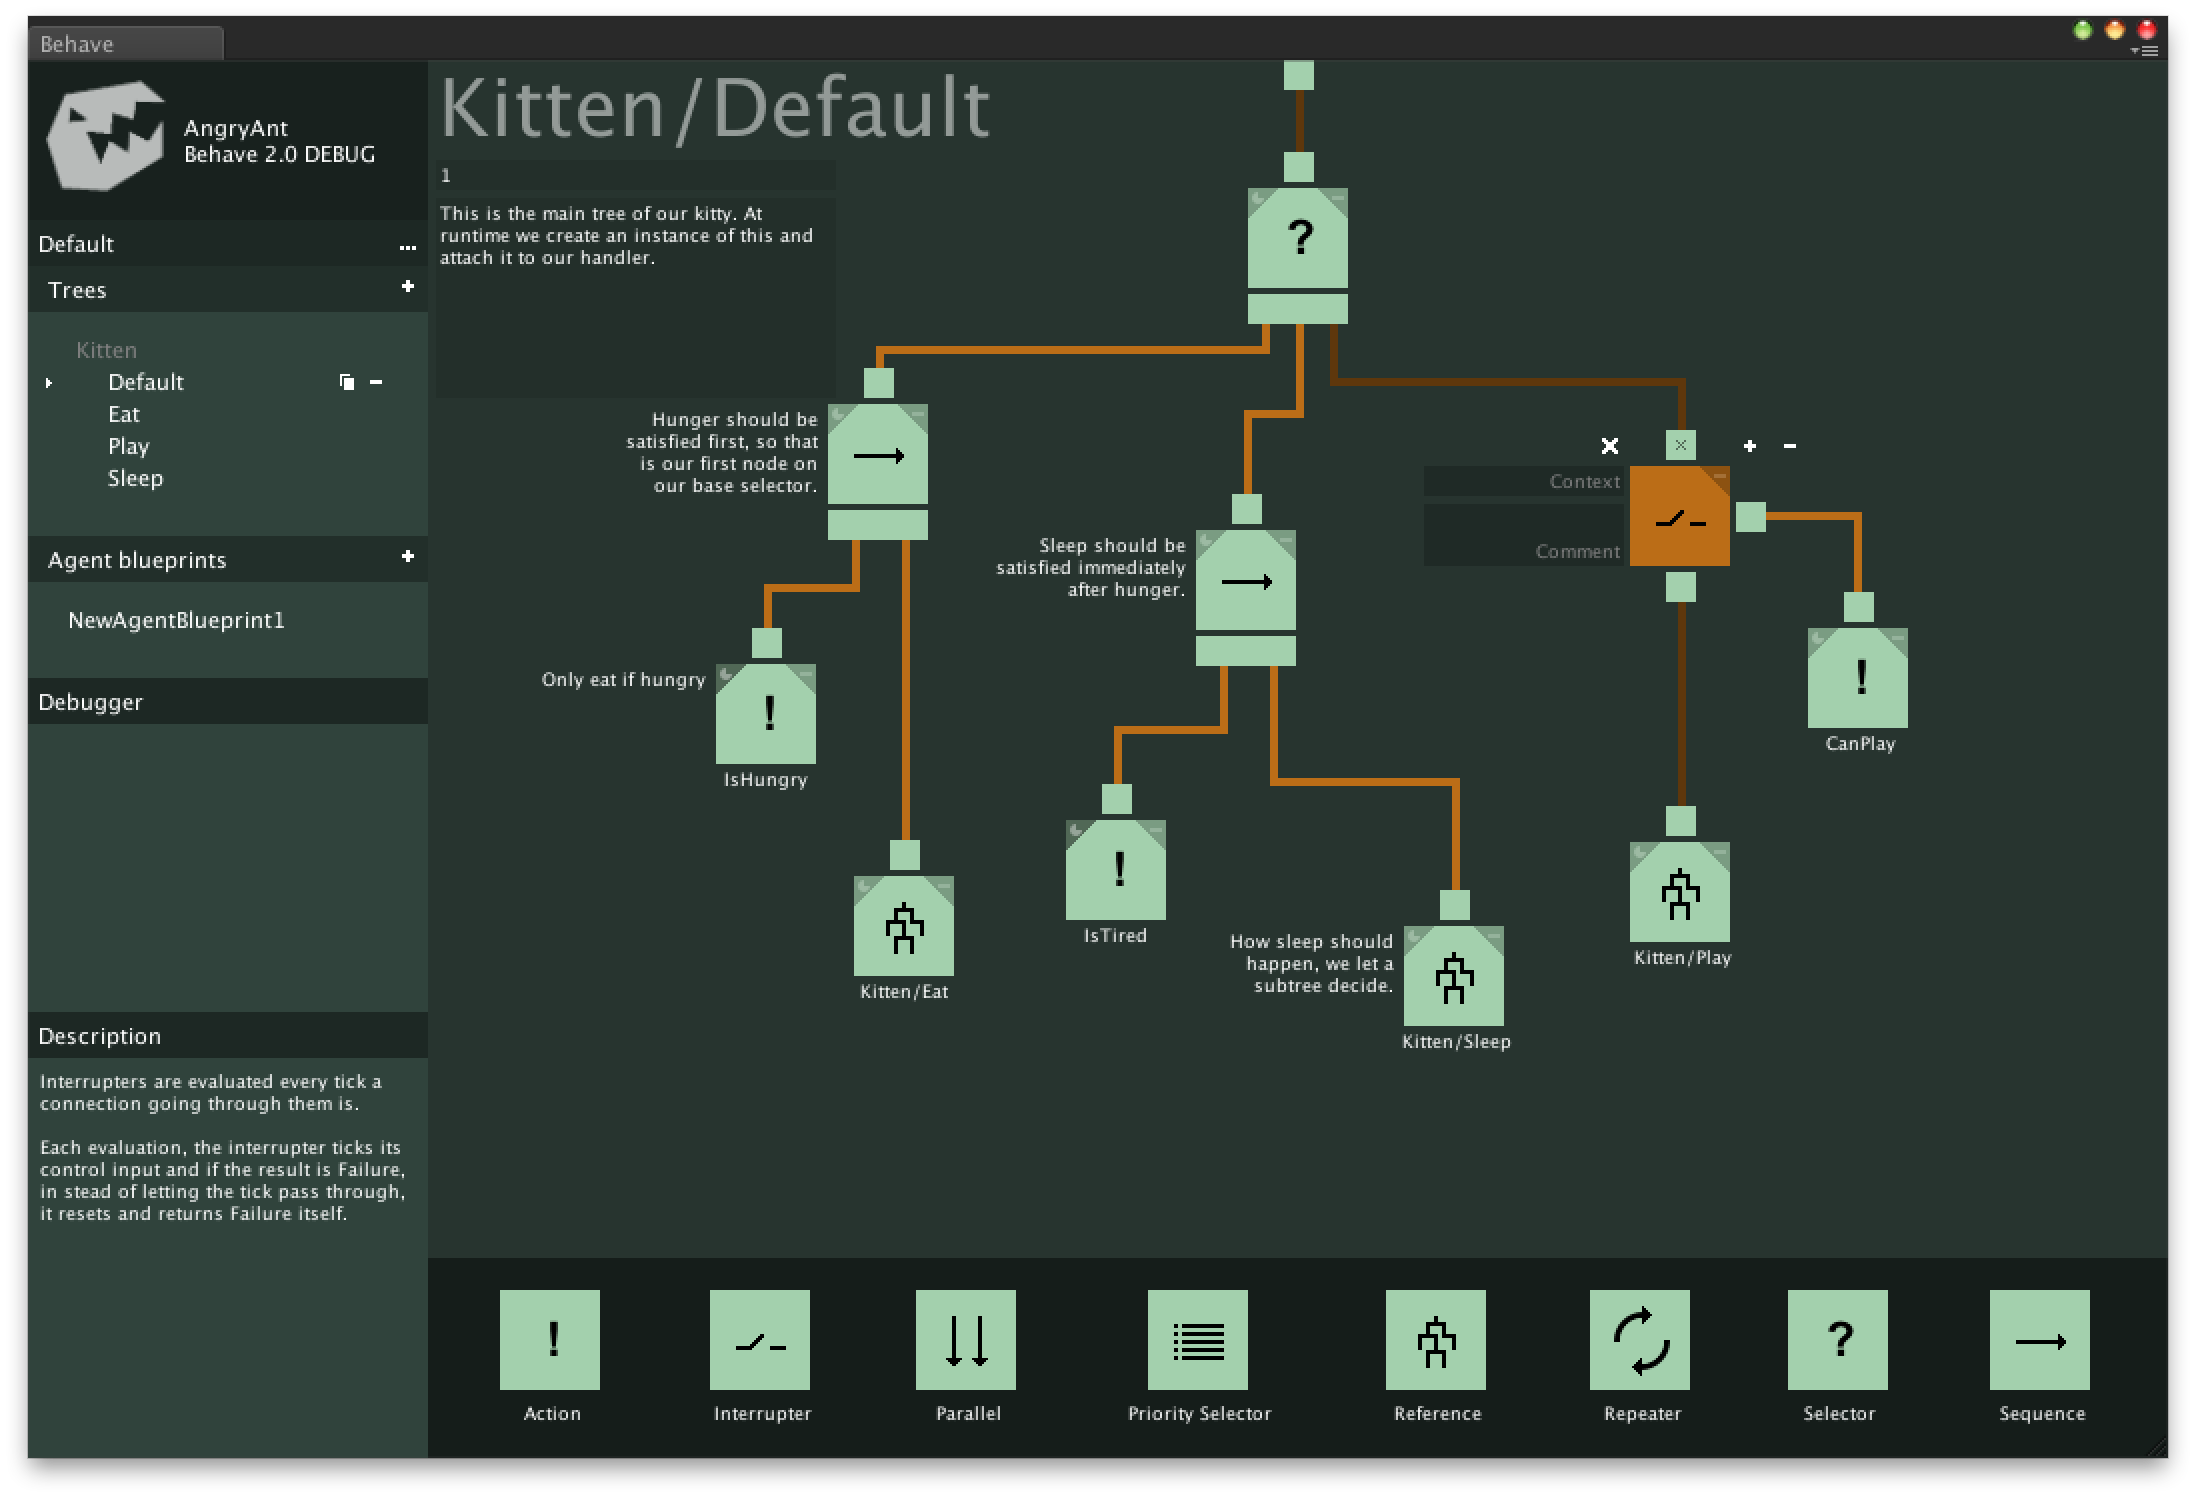 Behave
AngryAnt
Behave 2.0 DEBUG
Default
...
Trees
+
Kitten
Default
Eat
Play
Sleep
Agent blueprints
+
NewAgentBlueprint1
Debugger
Description
Interrupters are evaluated every tick a
connection going through them is.
Each evaluation, the interrupter ticks its
control input and if the result is Failure,
in stead of letting the tick pass through,
it resets and returns Failure itself.
Kitten/Default
1
This is the main tree of our kitty. At
runtime we create an instance of this and
attach it to our handler.
?
Hunger should be
satisfied first, so that
is our first node on
our base selector.
Sleep should be
satisfied immediately
after hunger.
Context
Comment
Only eat if hungry
!
IsHungry
!
CanPlay
Kitten/Eat
!
IsTired
How sleep should
happen, we let a
subtree decide.
Kitten/Sleep
Kitten/Play
!
Action
Interrupter
Parallel
Priority Selector
Reference
Repeater
?
Selector
Sequence